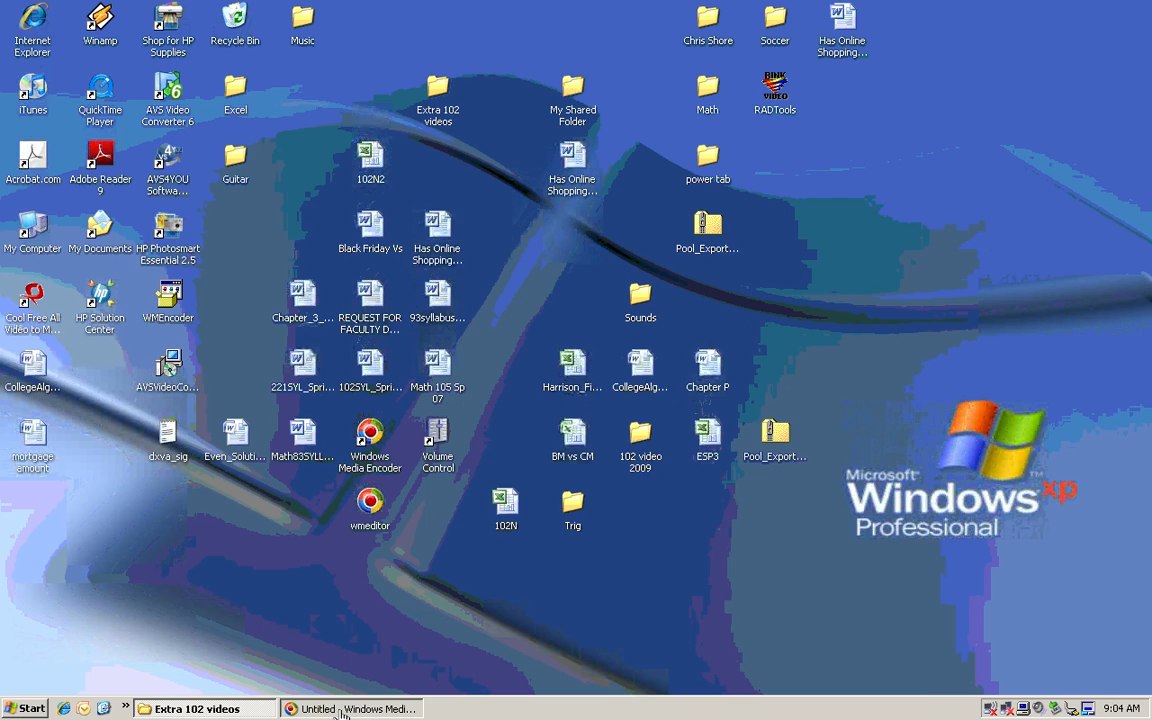 Internet
Explorer
Winamp
Shop for HP
Supplies
Recycle Bin
Music
Chris Shore
Soccer
Has Online
Shopping...
iTunes
QuickTime
Player
AVS Video
Converter 6
Excel
Extra 102
videos
My Shared
Folder
Math
BINK
VIDEO
RADTools
Acrobat.com
Adobe Reader
9
AVS4YOU
Softwa...
Guitar
102N2
Has Online
Shopping...
power tab
My Computer
My Documents
HP Photosmart
Essential 2.5
Black Friday Vs
Has Online
Shopping...
Pool_Export...
Cool Free All
Video to M...
HP Solution
Center
WMEncoder
Chapter_3_...
REQUEST FOR
FACULTY D...
93syllabus...
Sounds
CollegeAlg...
AVSVideoCo...
221SYL_Spri...
102SYL_Spri...
Math 105 Sp
07
Harrison_Fi...
CollegeAlg...
Chapter P
mortgage
amount
dxva_sig
Even_Soluti...
Math83SYLL...
Windows
Media Encoder
Volume
Control
BM vs CM
102 video
2009
ESP3
Pool_Export...
wmeditor
102N
Trig
Microsoft
Windows xp
Professional
Start
Extra 102 videos
Untitled - Windows Medi...
9:04 AM